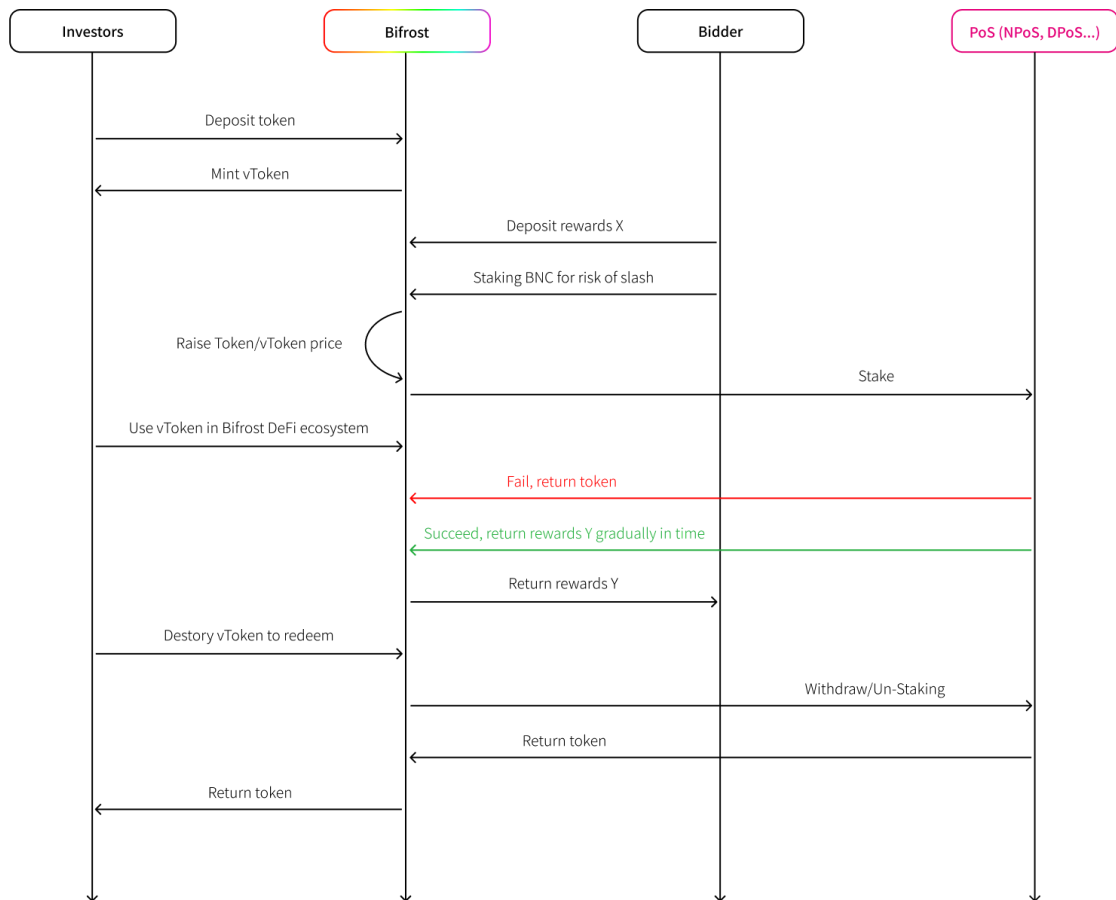 Investors
Bifrost
Bidder
PoS (NPoS, DPoS...)
Deposit token
Mint vToken
Deposit rewards X
Staking BNC for risk of slash
Raise Token/vToken price
Stake
Use vToken in Bifrost DeFi ecosystem
Fail, return token
Succeed, return rewards Y gradually in time
Return rewards Y
Destory vToken to redeem
Withdraw/Un-Staking
Return token
Return token